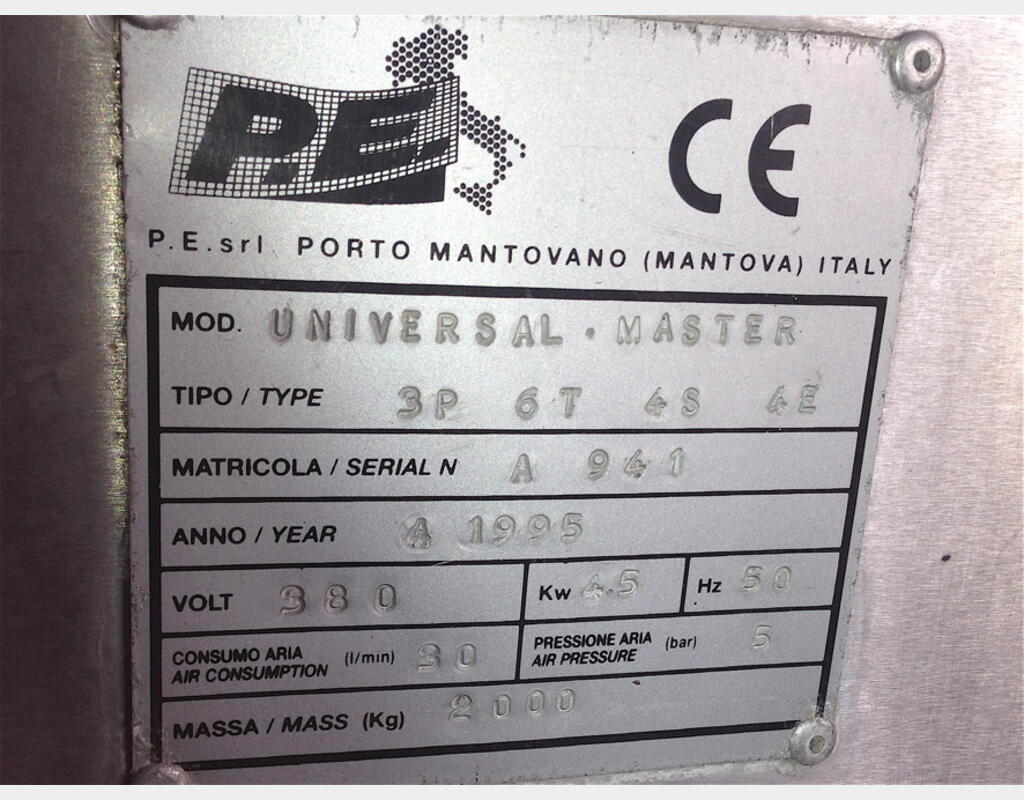 P.E.
CE
P.E.srl. PORTO MANTOVANO (MANTOVA) ITALY
MOD. UNIVERSAL · MASTER
TIPO / TYPE 3P 6T 4S 4E
MATRICOLA / SERIAL N A 941
ANNO / YEAR A 1995
VOLT 380 Kw 4.5 Hz 50
CONSUMO ARIA (l/min) 30 PRESSIONE ARIA (bar) 5
AIR CONSUMPTION AIR PRESSURE
MASSA / MASS (Kg) 2000